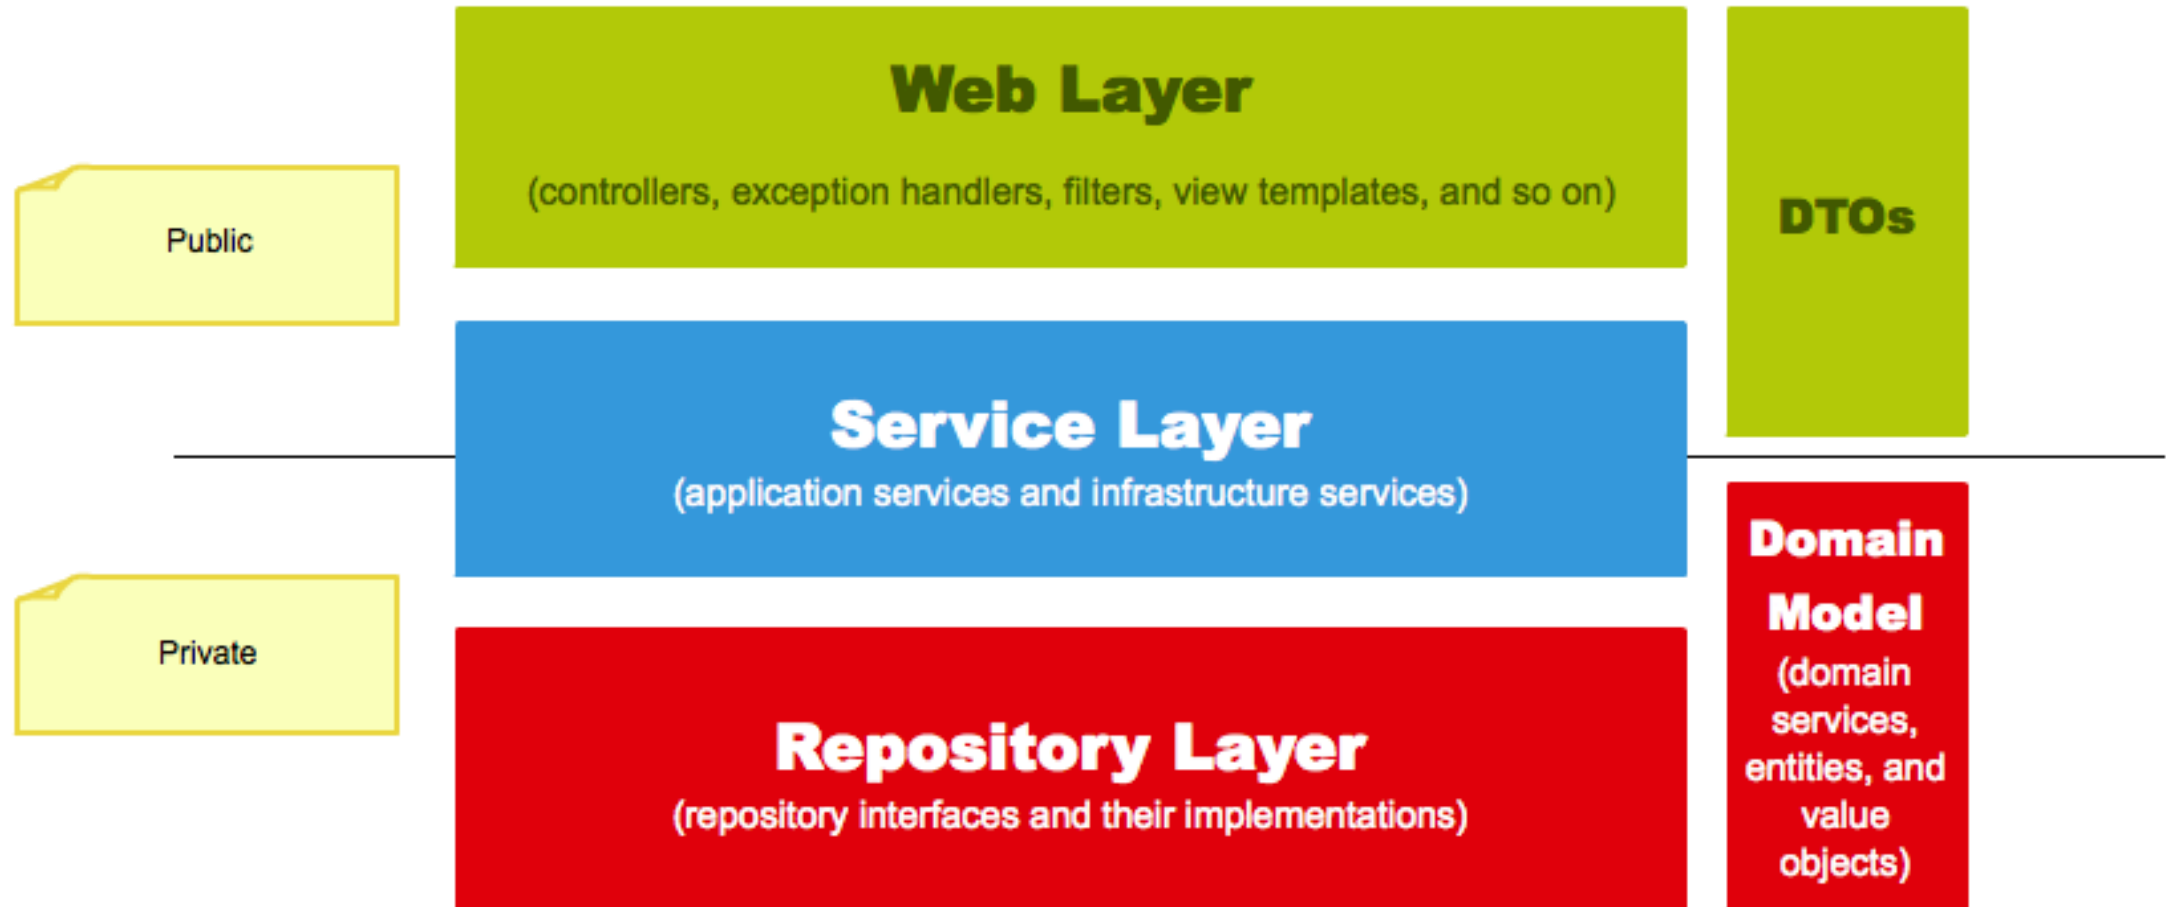 Web Layer
(controllers, exception handlers, filters, view templates, and so on)
DTOs
Public
Service Layer
(application services and infrastructure services)
Private
Repository Layer
(repository interfaces and their implementations)
Domain
Model
(domain
services,
entities, and
value
objects)